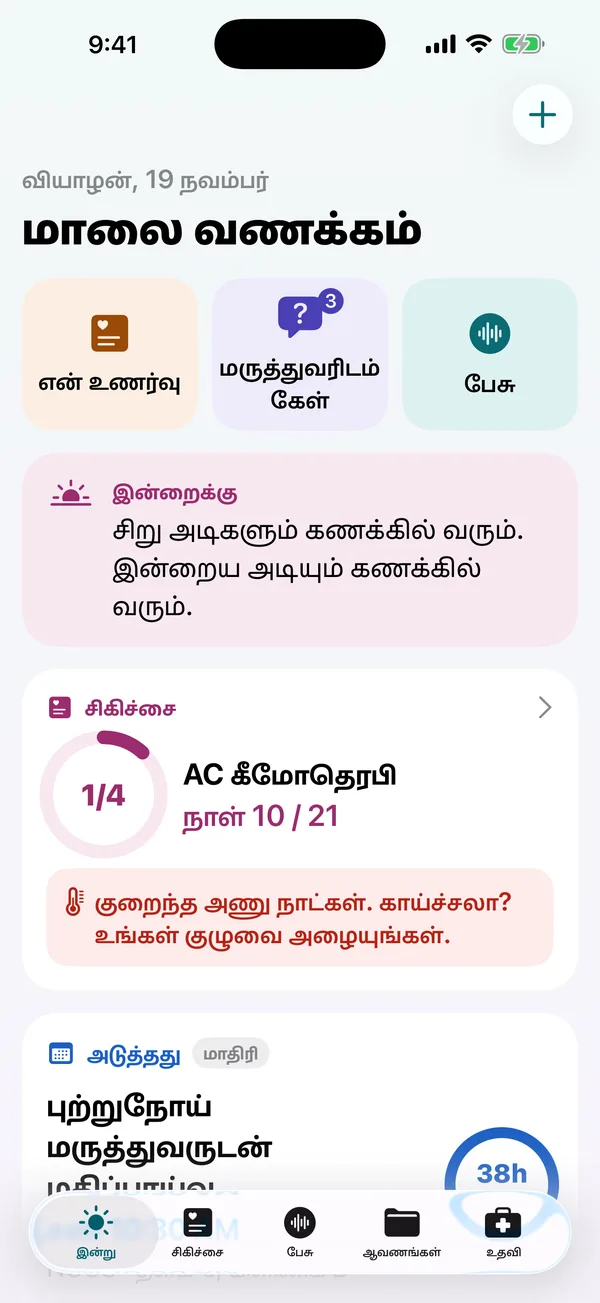 9:41
வியாழன், 19 நவம்பர்
மாலை வணக்கம்
என் உணர்வு
?
3
மருத்துவரிடம்
கேள்
பேசு
இன்றைக்கு
சிறு அடிகளும் கணக்கில் வரும்.
இன்றைய அடியும் கணக்கில்
வரும்.
சிகிச்சை
1/4
AC கீமோதெரபி
நாள் 10 / 21
குறைந்த அணு நாட்கள். காய்ச்சலா?
உங்கள் குழுவை அழையுங்கள்.
அடுத்தது
மாதிரி
புற்றுநோய்
மருத்துவருடன்
38h
இன்று
சிகிச்சை
பேசு
ஆவணங்கள்
உதவி